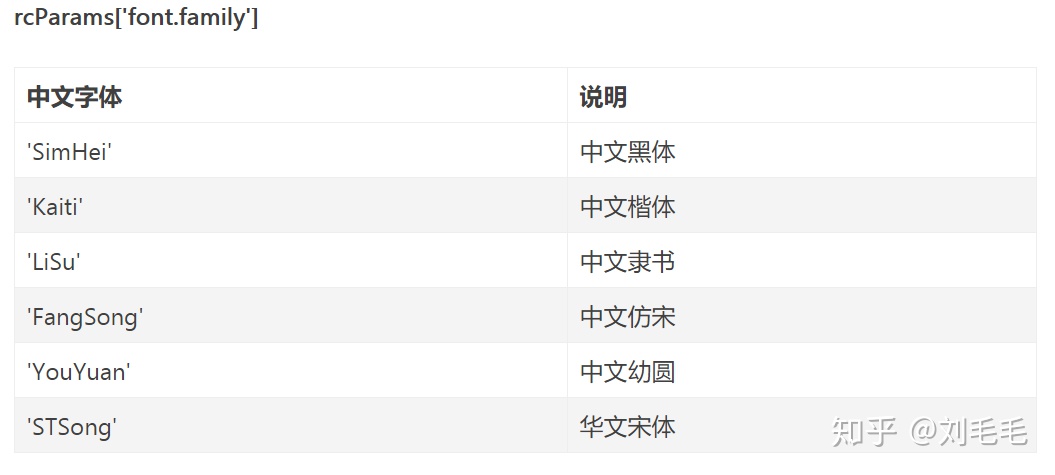 rcParams['font.family']
中文字体 说明
'SimHei' 中文黑体
'Kaiti' 中文楷体
'LiSu' 中文隶书
'FangSong' 中文仿宋
'YouYuan' 中文幼圆
'STSong' 华文宋体
知乎 @刘毛毛